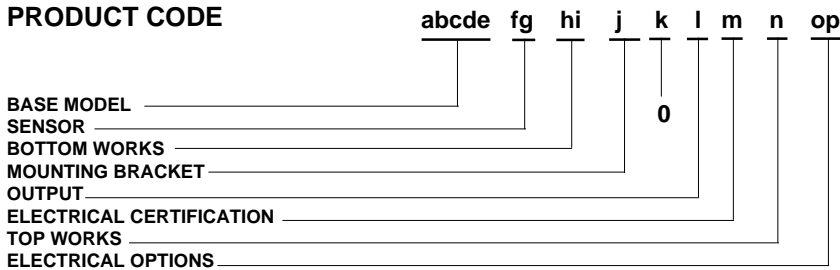 PRODUCT CODE abcde fg hi j k l m n op
BASE MODEL
0
SENSOR
BOTTOM WORKS
MOUNTING BRACKET
OUTPUT
ELECTRICAL CERTIFICATION
TOP WORKS
ELECTRICAL OPTIONS